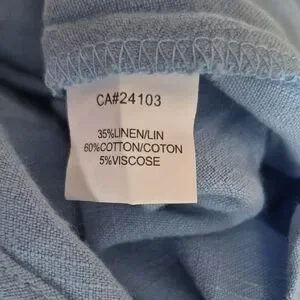 CA#24103
35%LINEN/LIN
60%COTTON/COTON
5%VISCOSE